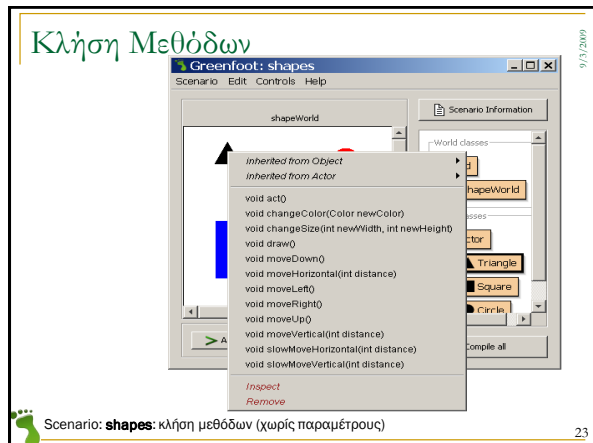 Κλήση Μεθόδων
9/3/2009
Greenfoot: shapes
Scenario Edit Controls Help
shapeWorld
Scenario Information
World classes
hapeWorld
Inherited from Object
Inherited from Actor
void act()
void changeColor(Color newColor)
void changeSize(int newWidth, int newHeight)
void draw()
void moveDown()
void moveHorizontal(int distance)
void moveLeft()
void moveRight()
void moveUp()
void moveVertical(int distance)
void slowMoveHorizontal(int distance)
void slowMoveVertical(int distance)
Inspect
Remove
Triangle
Square
Circle
Compile all
Scenario: shapes: κλήση μεθόδων (χωρίς παραμέτρους)
23